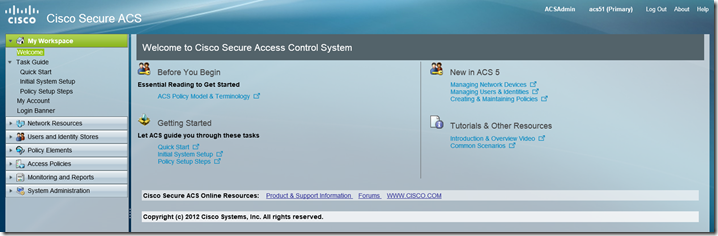 CISCO
Cisco Secure ACS
ACSAdmin acs51 (Primary) Log Out About Help
My Workspace
Welcome
Task Guide
Quick Start
Initial System Setup
Policy Setup Steps
My Account
Login Banner
Network Resources
Users and Identity Stores
Policy Elements
Access Policies
Monitoring and Reports
System Administration
Welcome to Cisco Secure Access Control System
Before You Begin
Essential Reading to Get Started
ACS Policy Model & Terminology
Getting Started
Let ACS guide you through these tasks
Quick Start
Initial System Setup
Policy Setup Steps
New in ACS 5
Managing Network Devices
Managing Users & Identities
Creating & Maintaining Policies
Tutorials & Other Resources
Introduction & Overview Video
Common Scenarios
Cisco Secure ACS Online Resources: Product & Support Information Forums WWW.CISCO.COM
Copyright (c) 2012 Cisco Systems, Inc. All rights reserved.